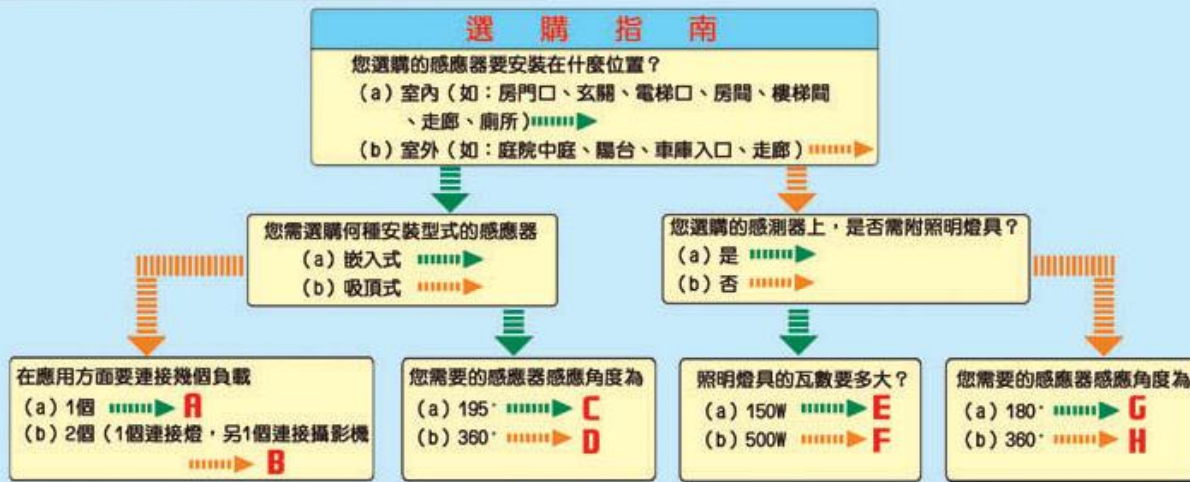 選購指南
您選購的感應器要安裝在什麼位置？
（a）室內（如：房門口、玄關、電梯口、房間、樓梯間
、走廊、廁所）
（b）室外（如：庭院中庭、陽台、車庫入口、走廊）
您需選購何種安裝型式的感應器
（a）嵌入式
（b）吸頂式
您選購的感測器上，是否需附照明燈具？
（a）是
（b）否
在應用方面要連接幾個負載
（a）1個 A
（b）2個（1個連接燈，另1個連接攝影機
B
您需要的感應器感應角度為
（a）195° C
（b）360° D
照明燈具的瓦數要多大？
（a）150W E
（b）500W F
您需要的感應器感應角度為
（a）180° G
（b）360° H